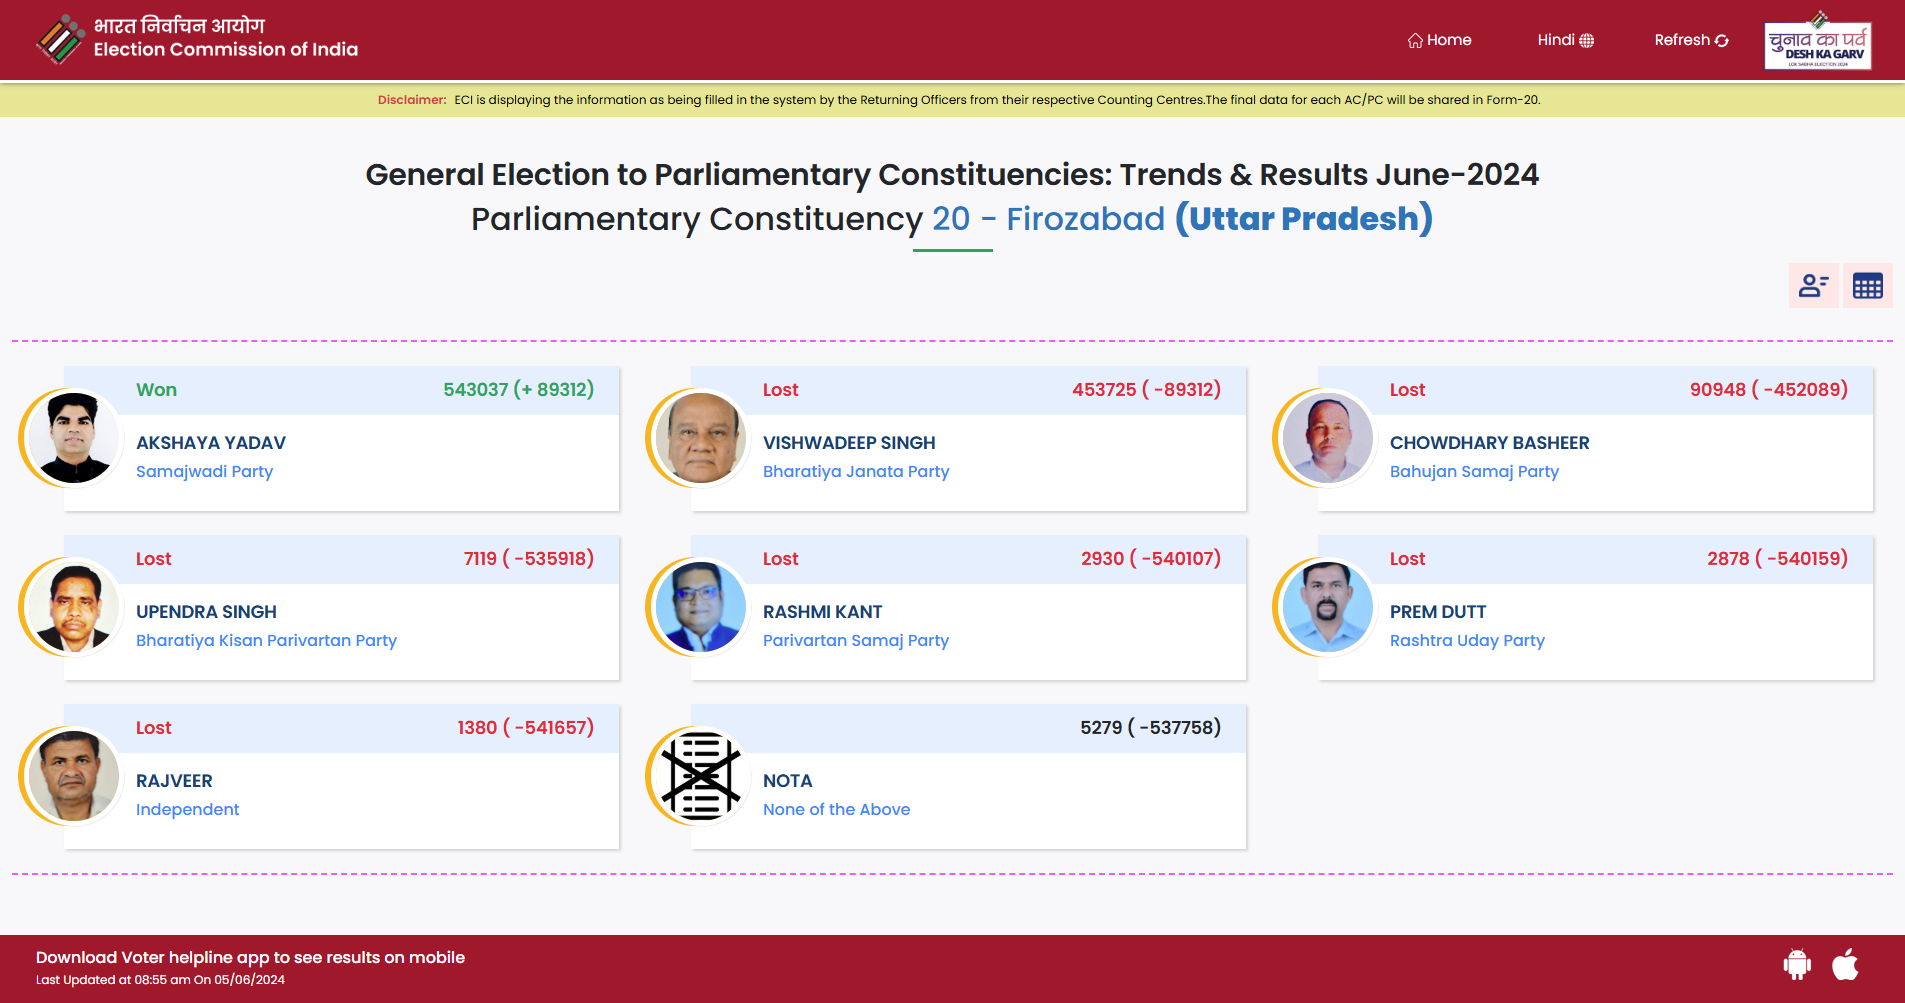 भारत निर्वाचन आयोग
Election Commission of India
Home
Hindi
Refresh
चुनाव का पर्व
DESH KA GARV
LOK SABHA ELECTION 2024
Disclaimer: ECI is displaying the information as being filled in the system by the Returning Officers from their respective Counting Centres.The final data for each AC/PC will be shared in Form-20.
General Election to Parliamentary Constituencies: Trends & Results June-2024
Parliamentary Constituency 20 - Firozabad (Uttar Pradesh)
Won 543037 (+ 89312)
AKSHAYA YADAV
Samajwadi Party
Lost 453725 ( -89312)
VISHWADEEP SINGH
Bharatiya Janata Party
Lost 90948 ( -452089)
CHOWDHARY BASHEER
Bahujan Samaj Party
Lost 7119 ( -535918)
UPENDRA SINGH
Bharatiya Kisan Parivartan Party
Lost 2930 ( -540107)
RASHMI KANT
Parivartan Samaj Party
Lost 2878 ( -540159)
PREM DUTT
Rashtra Uday Party
Lost 1380 ( -541657)
RAJVEER
Independent
5279 ( -537758)
NOTA
None of the Above
Download Voter helpline app to see results on mobile
Last Updated at 08:55 am On 05/06/2024